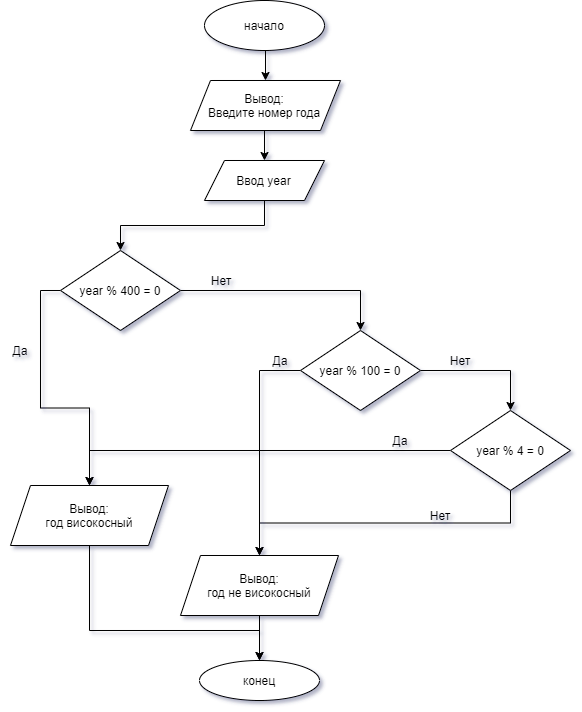 начало
Вывод:
Введите номер года
Ввод year
year % 400 = 0
Нет
Да
year % 100 = 0
Да
Нет
year % 4 = 0
Да
Нет
Вывод:
год високосный
Вывод:
год не високосный
конец